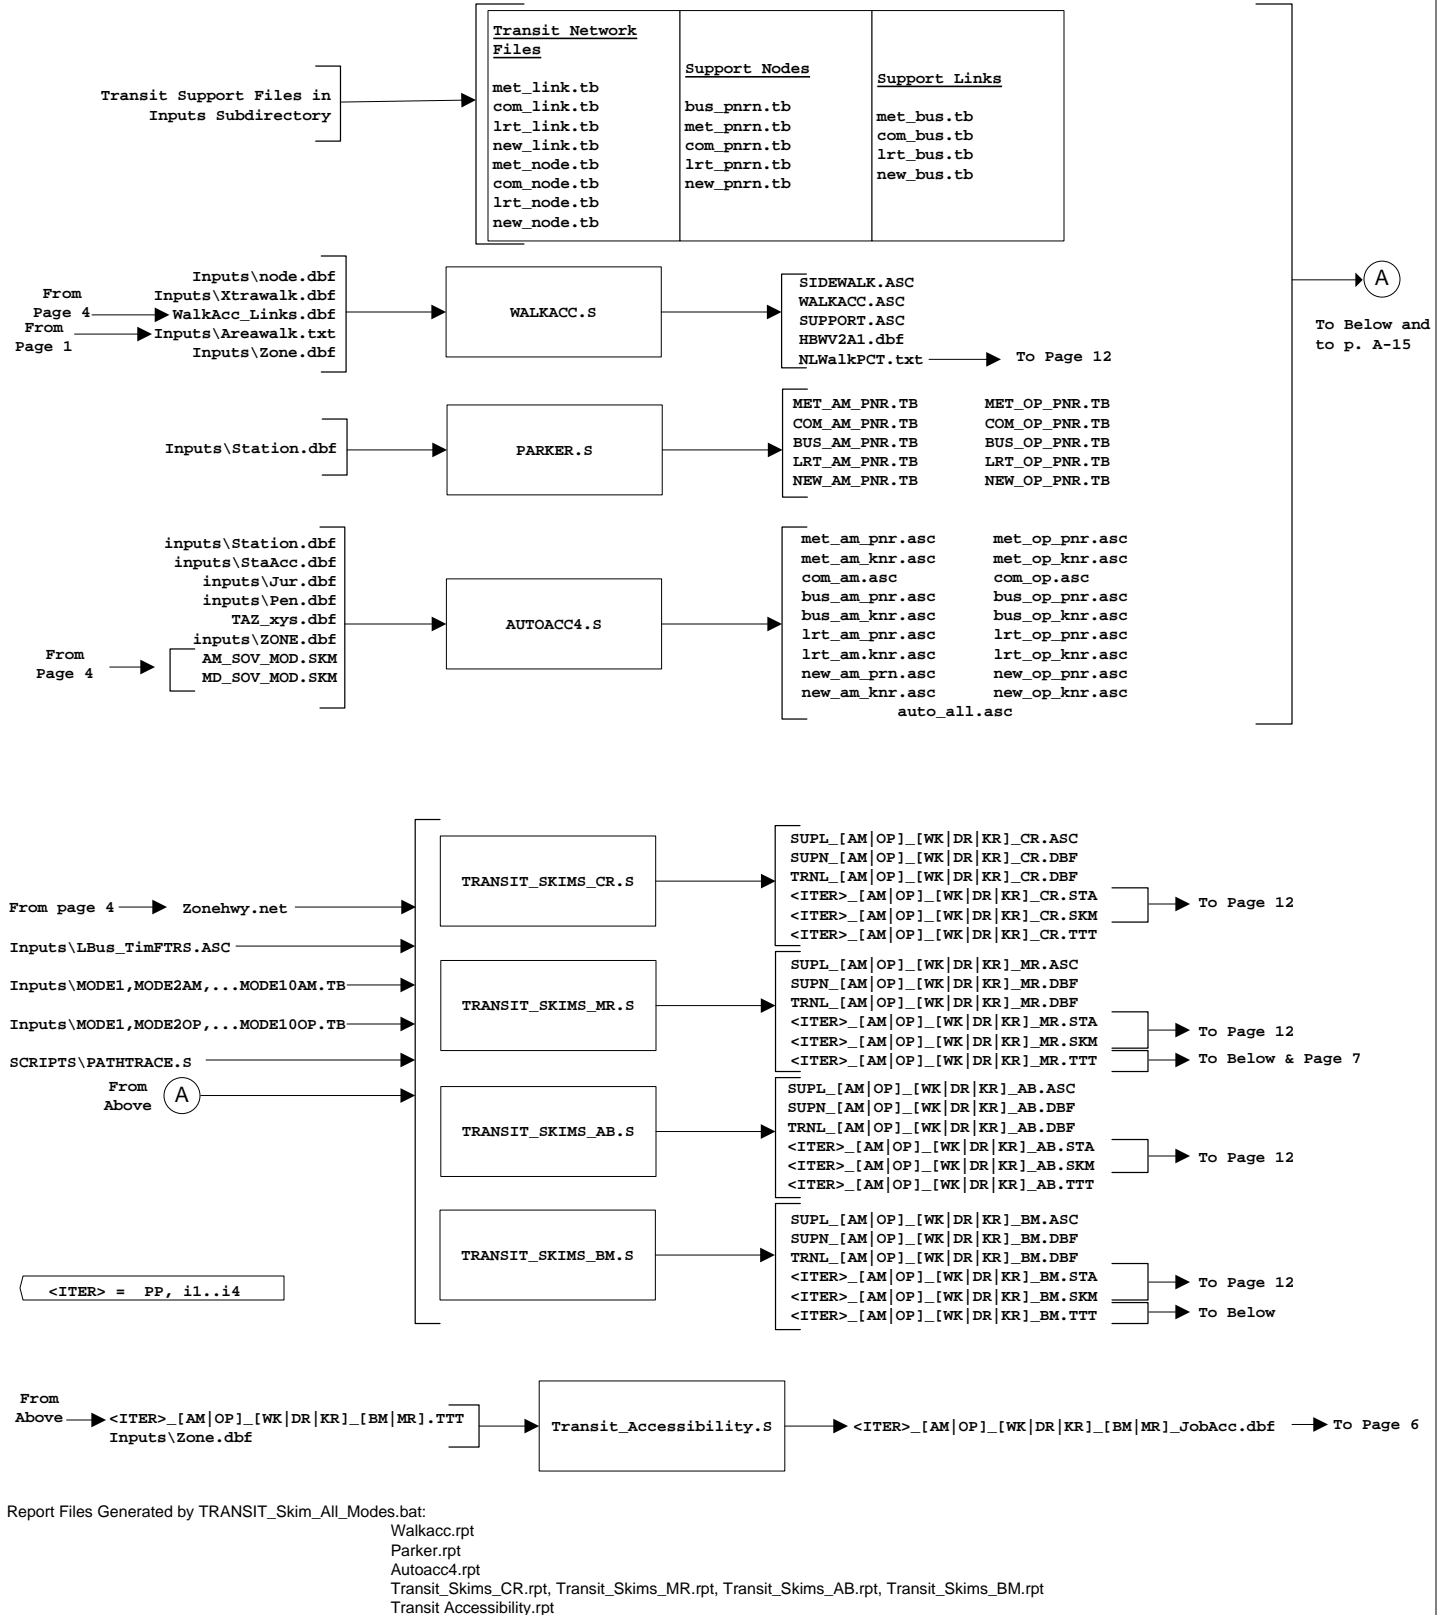 Transit Support Files in
Inputs Subdirectory
Transit Network
Files
met_link.tb
com_link.tb
lrt_link.tb
new_link.tb
met_node.tb
com_node.tb
lrt_node.tb
new_node.tb
Support Nodes
bus_pnrn.tb
met_pnrn.tb
com_pnrn.tb
lrt_pnrn.tb
new_pnrn.tb
Support Links
met_bus.tb
com_bus.tb
lrt_bus.tb
new_bus.tb
A
To Below and
to p. A-15
From
Page 4
From
Page 1
Inputs\node.dbf
Inputs\Xtrawalk.dbf
WalkAcc_Links.dbf
Inputs\Areawalk.txt
Inputs\Zone.dbf
WALKACC.S
SIDEWALK.ASC
WALKACC.ASC
SUPPORT.ASC
HBWV2A1.dbf
NLWalkPCT.txt
To Page 12
Inputs\Station.dbf
PARKER.S
MET_AM_PNR.TB MET_OP_PNR.TB
COM_AM_PNR.TB COM_OP_PNR.TB
BUS_AM_PNR.TB BUS_OP_PNR.TB
LRT_AM_PNR.TB LRT_OP_PNR.TB
NEW_AM_PNR.TB NEW_OP_PNR.TB
inputs\Station.dbf
inputs\StaAcc.dbf
inputs\Jur.dbf
inputs\Pen.dbf
TAZ_xys.dbf
inputs\ZONE.dbf
AM_SOV_MOD.SKM
MD_SOV_MOD.SKM
From
Page 4
AUTOACC4.S
met_am_pnr.asc met_op_pnr.asc
met_am_knr.asc met_op_knr.asc
com_am.asc com_op.asc
bus_am_pnr.asc bus_op_pnr.asc
bus_am_knr.asc bus_op_knr.asc
lrt_am_pnr.asc lrt_op_pnr.asc
lrt_am.knr.asc lrt_op_knr.asc
new_am_prn.asc new_op_pnr.asc
new_am_knr.asc new_op_knr.asc
auto_all.asc
From page 4
Zonehwy.net
Inputs\LBus_TimFTRS.ASC
Inputs\MODE1,MODE2AM,...MODE10AM.TB
Inputs\MODE1,MODE2OP,...MODE10OP.TB
SCRIPTS\PATHTRACE.S
From
Above
A
<ITER> = PP, i1..i4
TRANSIT_SKIMS_CR.S
SUPL_[AM|OP]_[WK|DR|KR]_CR.ASC
SUPN_[AM|OP]_[WK|DR|KR]_CR.DBF
TRNL_[AM|OP]_[WK|DR|KR]_CR.DBF
<ITER>_[AM|OP]_[WK|DR|KR]_CR.STA
<ITER>_[AM|OP]_[WK|DR|KR]_CR.SKM
<ITER>_[AM|OP]_[WK|DR|KR]_CR.TTT
To Page 12
TRANSIT_SKIMS_MR.S
SUPL_[AM|OP]_[WK|DR|KR]_MR.ASC
SUPN_[AM|OP]_[WK|DR|KR]_MR.DBF
TRNL_[AM|OP]_[WK|DR|KR]_MR.DBF
<ITER>_[AM|OP]_[WK|DR|KR]_MR.STA
<ITER>_[AM|OP]_[WK|DR|KR]_MR.SKM
<ITER>_[AM|OP]_[WK|DR|KR]_MR.TTT
To Page 12
To Below & Page 7
TRANSIT_SKIMS_AB.S
SUPL_[AM|OP]_[WK|DR|KR]_AB.ASC
SUPN_[AM|OP]_[WK|DR|KR]_AB.DBF
TRNL_[AM|OP]_[WK|DR|KR]_AB.DBF
<ITER>_[AM|OP]_[WK|DR|KR]_AB.STA
<ITER>_[AM|OP]_[WK|DR|KR]_AB.SKM
<ITER>_[AM|OP]_[WK|DR|KR]_AB.TTT
To Page 12
TRANSIT_SKIMS_BM.S
SUPL_[AM|OP]_[WK|DR|KR]_BM.ASC
SUPN_[AM|OP]_[WK|DR|KR]_BM.DBF
TRNL_[AM|OP]_[WK|DR|KR]_BM.DBF
<ITER>_[AM|OP]_[WK|DR|KR]_BM.STA
<ITER>_[AM|OP]_[WK|DR|KR]_BM.SKM
<ITER>_[AM|OP]_[WK|DR|KR]_BM.TTT
To Page 12
To Below
From
Above
<ITER>_[AM|OP]_[WK|DR|KR]_[BM|MR].TTT
Inputs\Zone.dbf
Transit_Accessibility.S
<ITER>_[AM|OP]_[WK|DR|KR]_[BM|MR]_JobAcc.dbf
To Page 6
Report Files Generated by TRANSIT_Skim_All_Modes.bat:
Walkacc.rpt
Parker.rpt
Autoacc4.rpt
Transit_Skims_CR.rpt, Transit_Skims_MR.rpt, Transit_Skims_AB.rpt, Transit_Skims_BM.rpt
Transit Accessibility.rpt